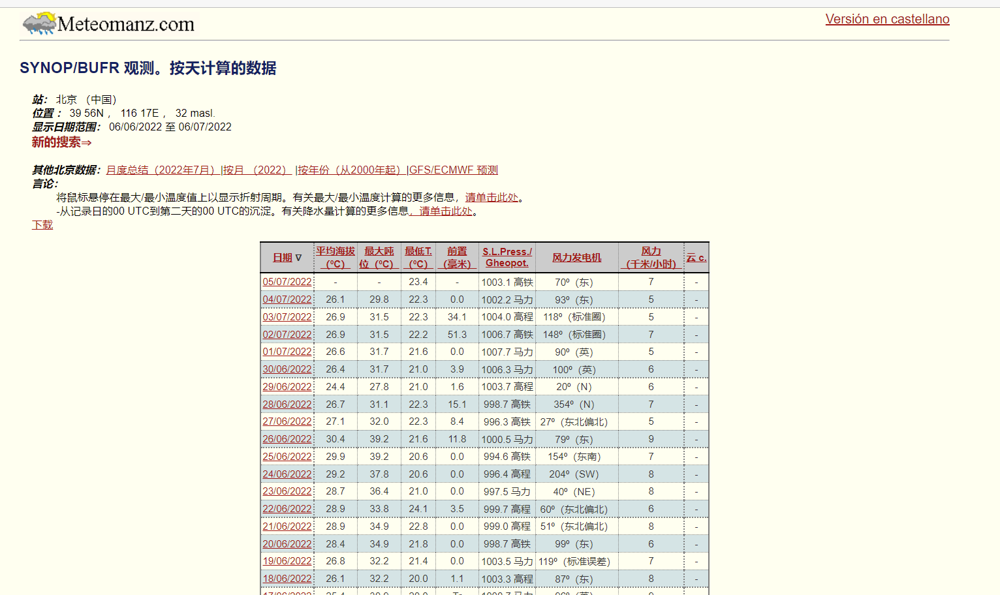 Meteomanz.com
Versión en castellano
SYNOP/BUFR 观测。按天计算的数据
站： 北京 （中国）
位置 ： 39 56N， 116 17E， 32 masl.
显示日期范围： 06/06/2022 至 06/07/2022
新的搜索⇒
其他北京数据：月度总结（2022年7月）|按月 （2022） |按年份（从2000年起）|GFS/ECMWF 预测
言论：
将鼠标悬停在最大/最小温度值上以显示折射周期。有关最大/最小温度计算的更多信息，请单击此处。
-从记录日的00 UTC到第二天的00 UTC的沉淀。有关降水量计算的更多信息，请单击此处。
下载
日期 ∇ 平均海拔（ºC） 最大吨位（ºC） 最低T.（ºC） 前置（毫米） S.L.Press./Gheopot. 风力发电机 风力（千米/小时） 云 c.
05/07/2022 - - 23.4 - 1003.1 高铁 70º（东） 7 -
04/07/2022 26.1 29.8 22.3 0.0 1002.2 马力 93º（东） 5 -
03/07/2022 26.9 31.5 22.3 34.1 1004.0 高程 118º（标准圈） 5 -
02/07/2022 26.9 31.5 22.2 51.3 1006.7 高铁 148º（标准圈） 7 -
01/07/2022 26.6 31.7 21.6 0.0 1007.7 马力 90º（英） 5 -
30/06/2022 26.4 31.7 21.0 3.9 1006.3 马力 100º（英） 6 -
29/06/2022 24.4 27.8 21.0 1.6 1003.7 高程 20º（N） 6 -
28/06/2022 26.7 31.1 22.3 15.1 998.7 高铁 354º（N） 7 -
27/06/2022 27.1 32.0 22.3 8.4 996.3 高铁 27º（东北偏北） 5 -
26/06/2022 30.4 39.2 21.6 11.8 1000.5 马力 79º（东） 9 -
25/06/2022 29.9 39.2 20.6 0.0 994.6 高铁 154º（东南） 7 -
24/06/2022 29.2 37.8 20.6 0.0 996.4 高程 204º（SW） 8 -
23/06/2022 28.7 36.4 21.0 0.0 997.5 马力 40º（NE） 8 -
22/06/2022 28.9 33.8 24.1 3.5 999.7 高程 60º（东北偏北） 6 -
21/06/2022 28.9 34.9 22.8 0.0 999.0 高程 51º（东北偏北） 8 -
20/06/2022 28.4 34.9 21.8 0.0 998.7 高铁 99º（东） 6 -
19/06/2022 26.8 32.2 21.4 0.0 1003.5 马力 119º（标准误差） 7 -
18/06/2022 26.1 32.2 20.0 1.1 1003.3 高程 87º（东） 8 -